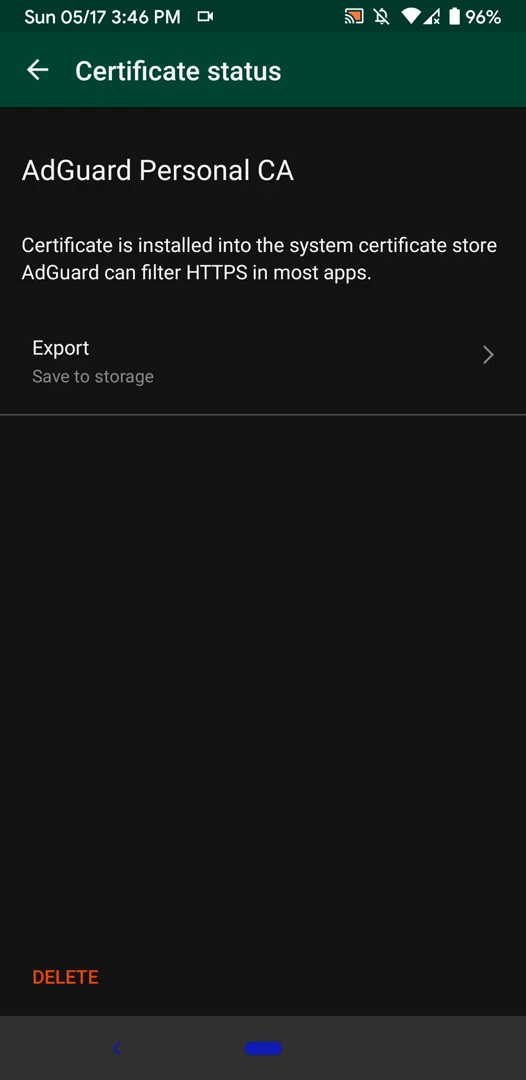 Sun 05/17 3:46 PM 96%
Certificate status
AdGuard Personal CA
Certificate is installed into the system certificate store
AdGuard can filter HTTPS in most apps.
Export
Save to storage
DELETE